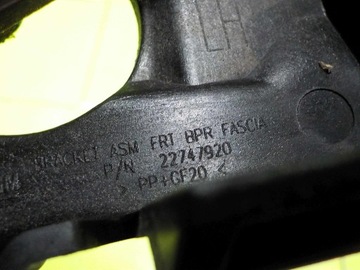 LH
BRACKET ASM FRT BPR FASCIA
P/N 22747920
> PP+GF20 <